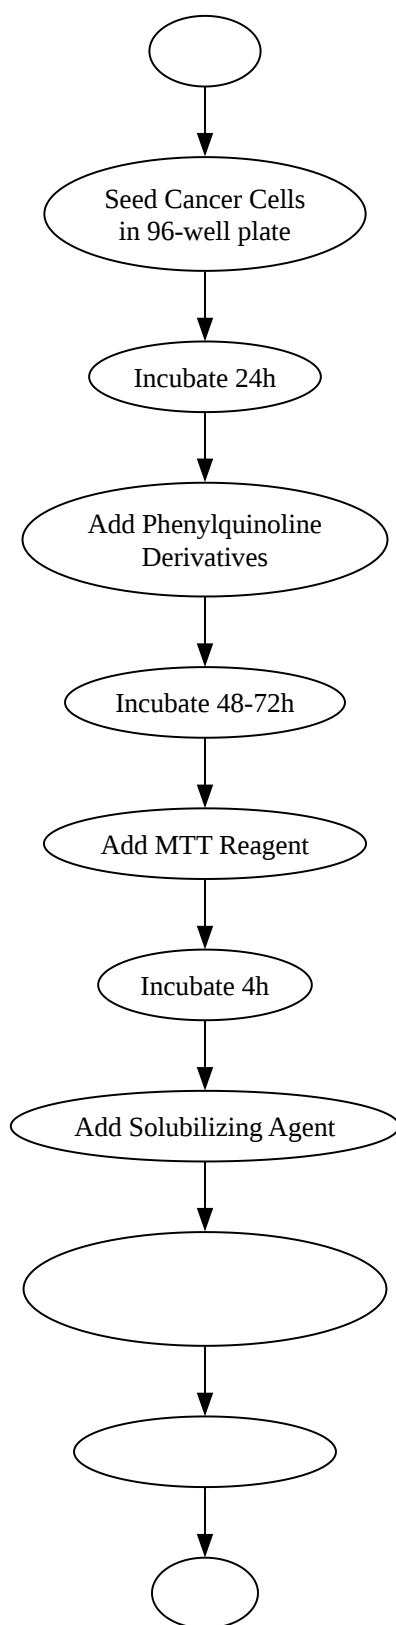 Seed Cancer Cells
in 96-well plate
Incubate 24h
Add Phenylquinoline
Derivatives
Incubate 48-72h
Add MTT Reagent
Incubate 4h
Add Solubilizing Agent